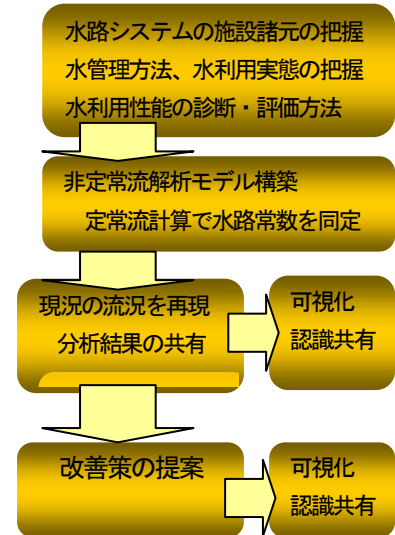 水路システムの施設諸元の把握
水管理方法、水利用実態の把握
水利用性能の診断・評価方法
非定常流解析モデル構築
定常流計算で水路常数を同定
現況の流況を再現
分析結果の共有
可視化
認識共有
改善策の提案
可視化
認識共有